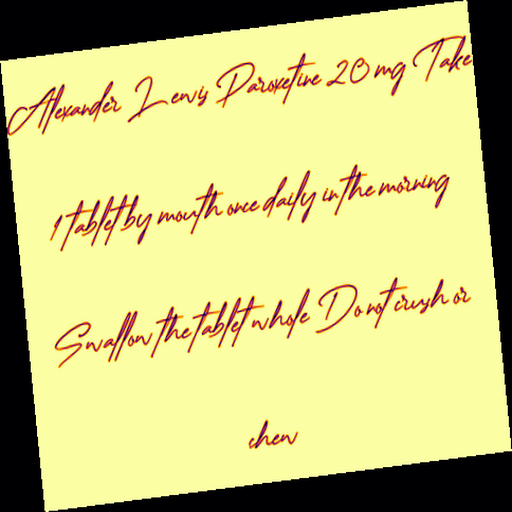 Alexander Lewis Paroxetine 20 mg Take
1 tablet by mouth once daily in the morning
Swallow the tablet whole Do not crush or
chew